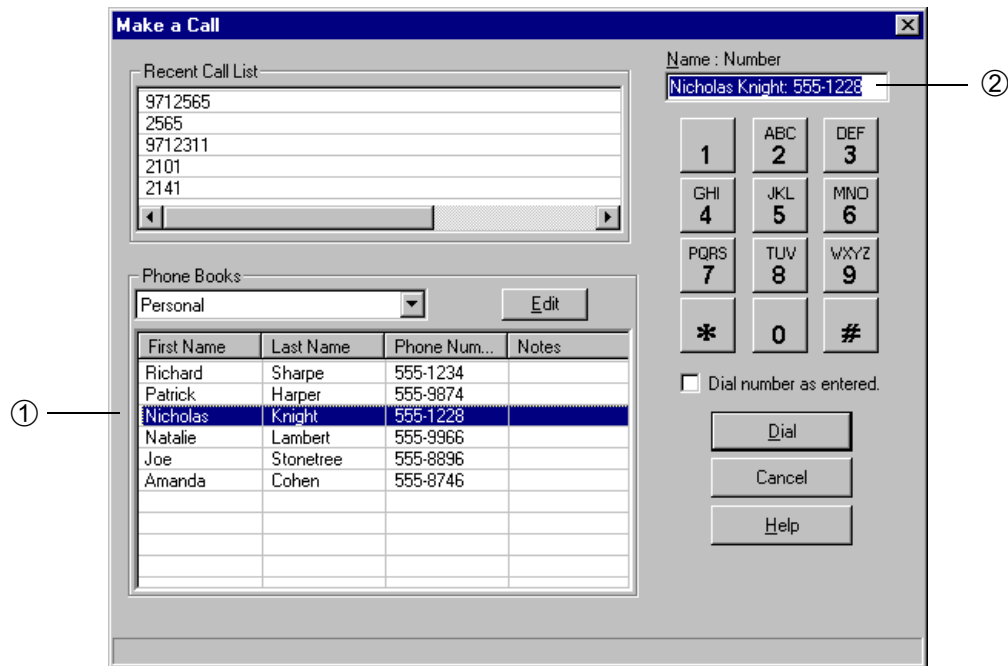 Make a Call
Recent Call List
9712565
2565
9712311
2101
2141
Phone Books
Personal
Edit
First Name Last Name Phone Num... Notes
Richard Sharpe 555-1234
Patrick Harper 555-9874
① Nicholas Knight 555-1228
Natalie Lambert 555-9966
Joe Stonetree 555-8896
Amanda Cohen 555-8746
Name : Number
Nicholas Knight: 555-1228 ②
1 ABC 2 DEF 3
GHI 4 JKL 5 MNO 6
PQRS 7 TUV 8 WXYZ 9
* 0 #
Dial number as entered.
Dial
Cancel
Help